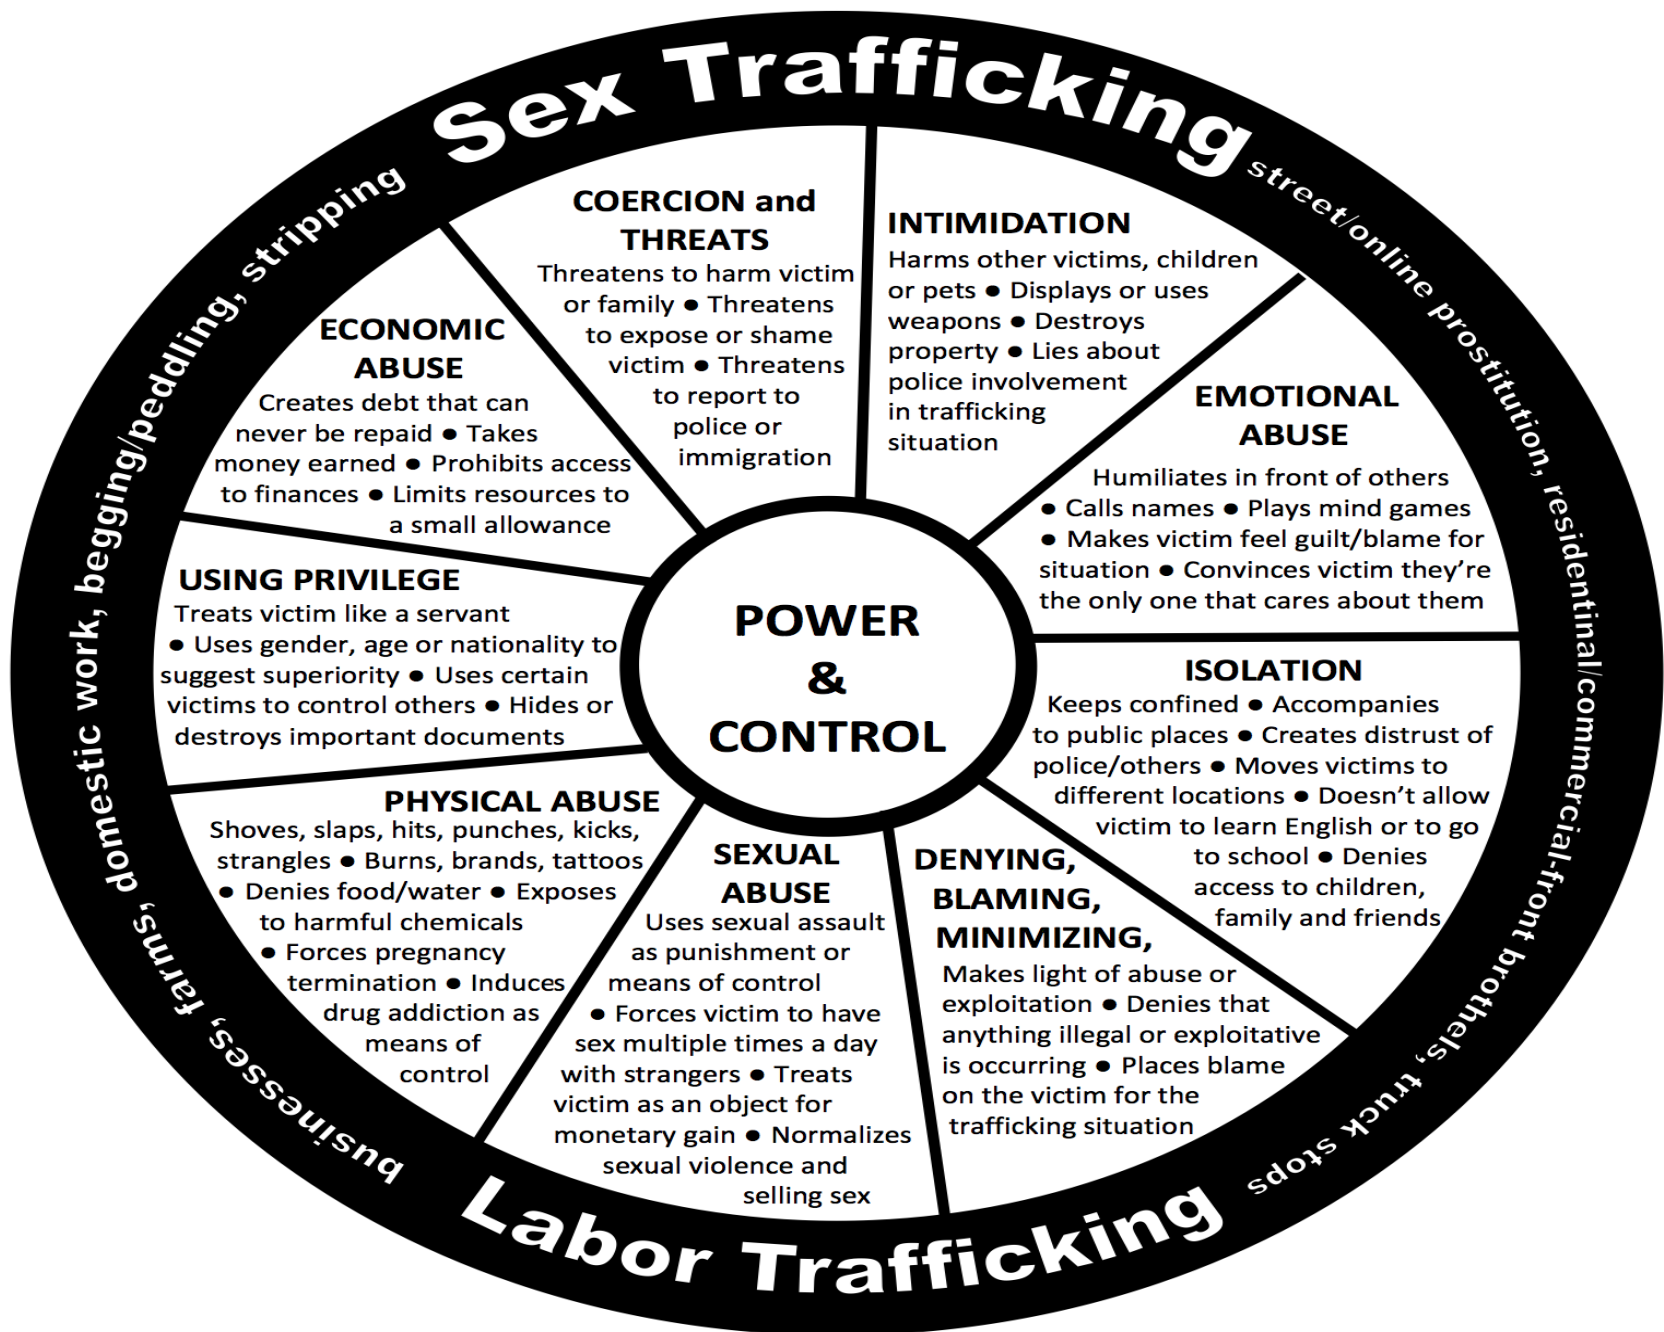 Sex Trafficking
street/online prostitution, residentinal/commercial-front brothels, truck stops
Labor Trafficking
businesses, farms, domestic work, begging/peddling, stripping
COERCION and
THREATS
Threatens to harm victim
or family ● Threatens
to expose or shame
victim ● Threatens
to report to
police or
immigration
INTIMIDATION
Harms other victims, children
or pets ● Displays or uses
weapons ● Destroys
property ● Lies about
police involvement
in trafficking
situation
EMOTIONAL
ABUSE
Humiliates in front of others
● Calls names ● Plays mind games
● Makes victim feel guilt/blame for
situation ● Convinces victim they’re
the only one that cares about them
ISOLATION
Keeps confined ● Accompanies
to public places ● Creates distrust of
police/others ● Moves victims to
different locations ● Doesn’t allow
victim to learn English or to go
to school ● Denies
access to children,
family and friends
DENYING,
BLAMING,
MINIMIZING,
Makes light of abuse or
exploitation ● Denies that
anything illegal or exploitative
is occurring ● Places blame
on the victim for the
trafficking situation
SEXUAL
ABUSE
Uses sexual assault
as punishment or
means of control
● Forces victim to have
sex multiple times a day
with strangers ● Treats
victim as an object for
monetary gain ● Normalizes
sexual violence and
selling sex
PHYSICAL ABUSE
Shoves, slaps, hits, punches, kicks,
strangles ● Burns, brands, tattoos
● Denies food/water ● Exposes
to harmful chemicals
● Forces pregnancy
termination ● Induces
drug addiction as
means of
control
USING PRIVILEGE
Treats victim like a servant
● Uses gender, age or nationality to
suggest superiority ● Uses certain
victims to control others ● Hides or
destroys important documents
ECONOMIC
ABUSE
Creates debt that can
never be repaid ● Takes
money earned ● Prohibits access
to finances ● Limits resources to
a small allowance
POWER
&
CONTROL